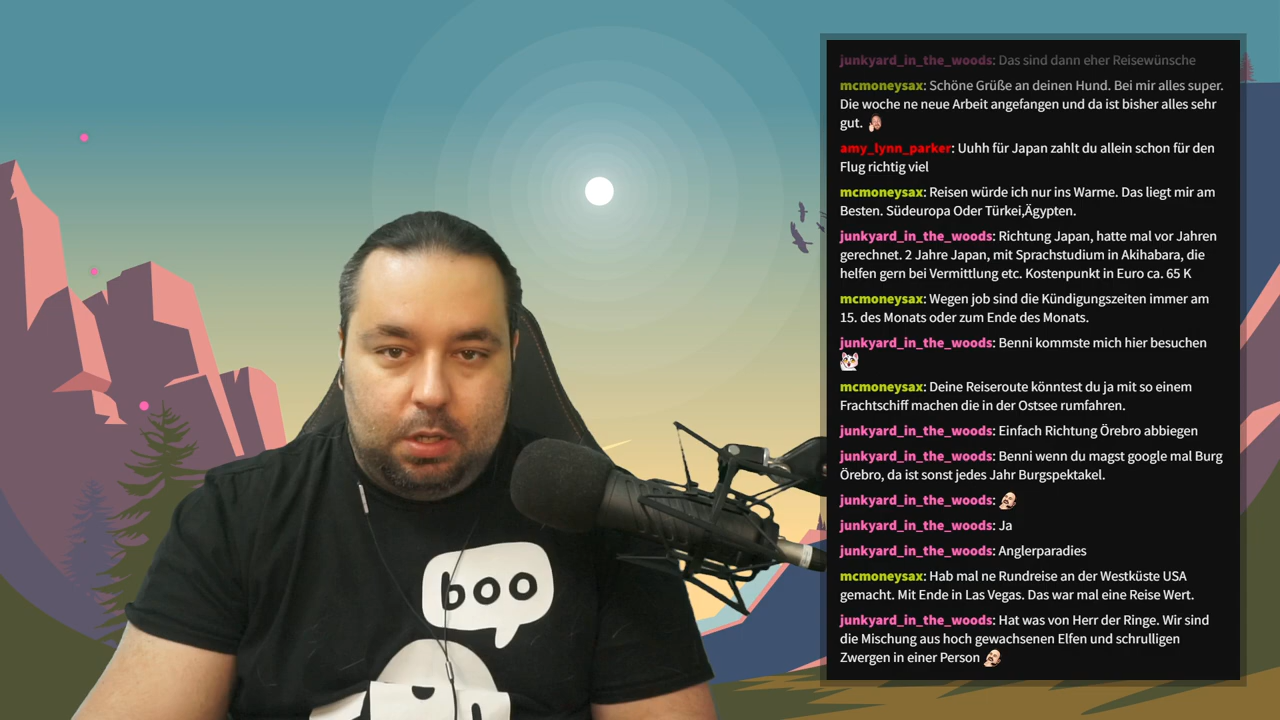 junkyard_in_the_woods: Das sind dann eher Reisewünsche
mcmoneysax: Schöne Grüße an deinen Hund. Bei mir alles super.
Die woche ne neue Arbeit angefangen und da ist bisher alles sehr
gut.
amy_lynn_parker: Uuhh für Japan zahlt du allein schon für den
Flug richtig viel
mcmoneysax: Reisen würde ich nur ins Warme. Das liegt mir am
Besten. Südeuropa Oder Türkei,Ägypten.
junkyard_in_the_woods: Richtung Japan, hatte mal vor Jahren
gerechnet. 2 Jahre Japan, mit Sprachstudium in Akihabara, die
helfen gern bei Vermittlung etc. Kostenpunkt in Euro ca. 65 K
mcmoneysax: Wegen job sind die Kündigungszeiten immer am
15. des Monats oder zum Ende des Monats.
junkyard_in_the_woods: Benni kommste mich hier besuchen
mcmoneysax: Deine Reiseroute könntest du ja mit so einem
Frachtschiff machen die in der Ostsee rumfahren.
junkyard_in_the_woods: Einfach Richtung Örebro abbiegen
junkyard_in_the_woods: Benni wenn du magst google mal Burg
Örebro, da ist sonst jedes Jahr Burgspektakel.
junkyard_in_the_woods:
junkyard_in_the_woods: Ja
junkyard_in_the_woods: Anglerparadies
mcmoneysax: Hab mal ne Rundreise an der Westküste USA
gemacht. Mit Ende in Las Vegas. Das war mal eine Reise Wert.
junkyard_in_the_woods: Hat was von Herr der Ringe. Wir sind
die Mischung aus hoch gewachsenen Elfen und schrulligen
Zwergen in einer Person
boo